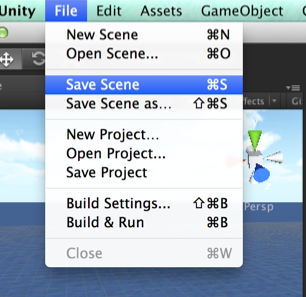 Unity File Edit Assets GameObject
New Scene ⌘N
Open Scene... ⌘O
Save Scene ⌘S
Save Scene as... ⇧⌘S
ffects Gi
New Project...
Open Project...
Save Project
Build Settings... ⇧⌘B
Persp
Build & Run ⌘B
Close ⌘W